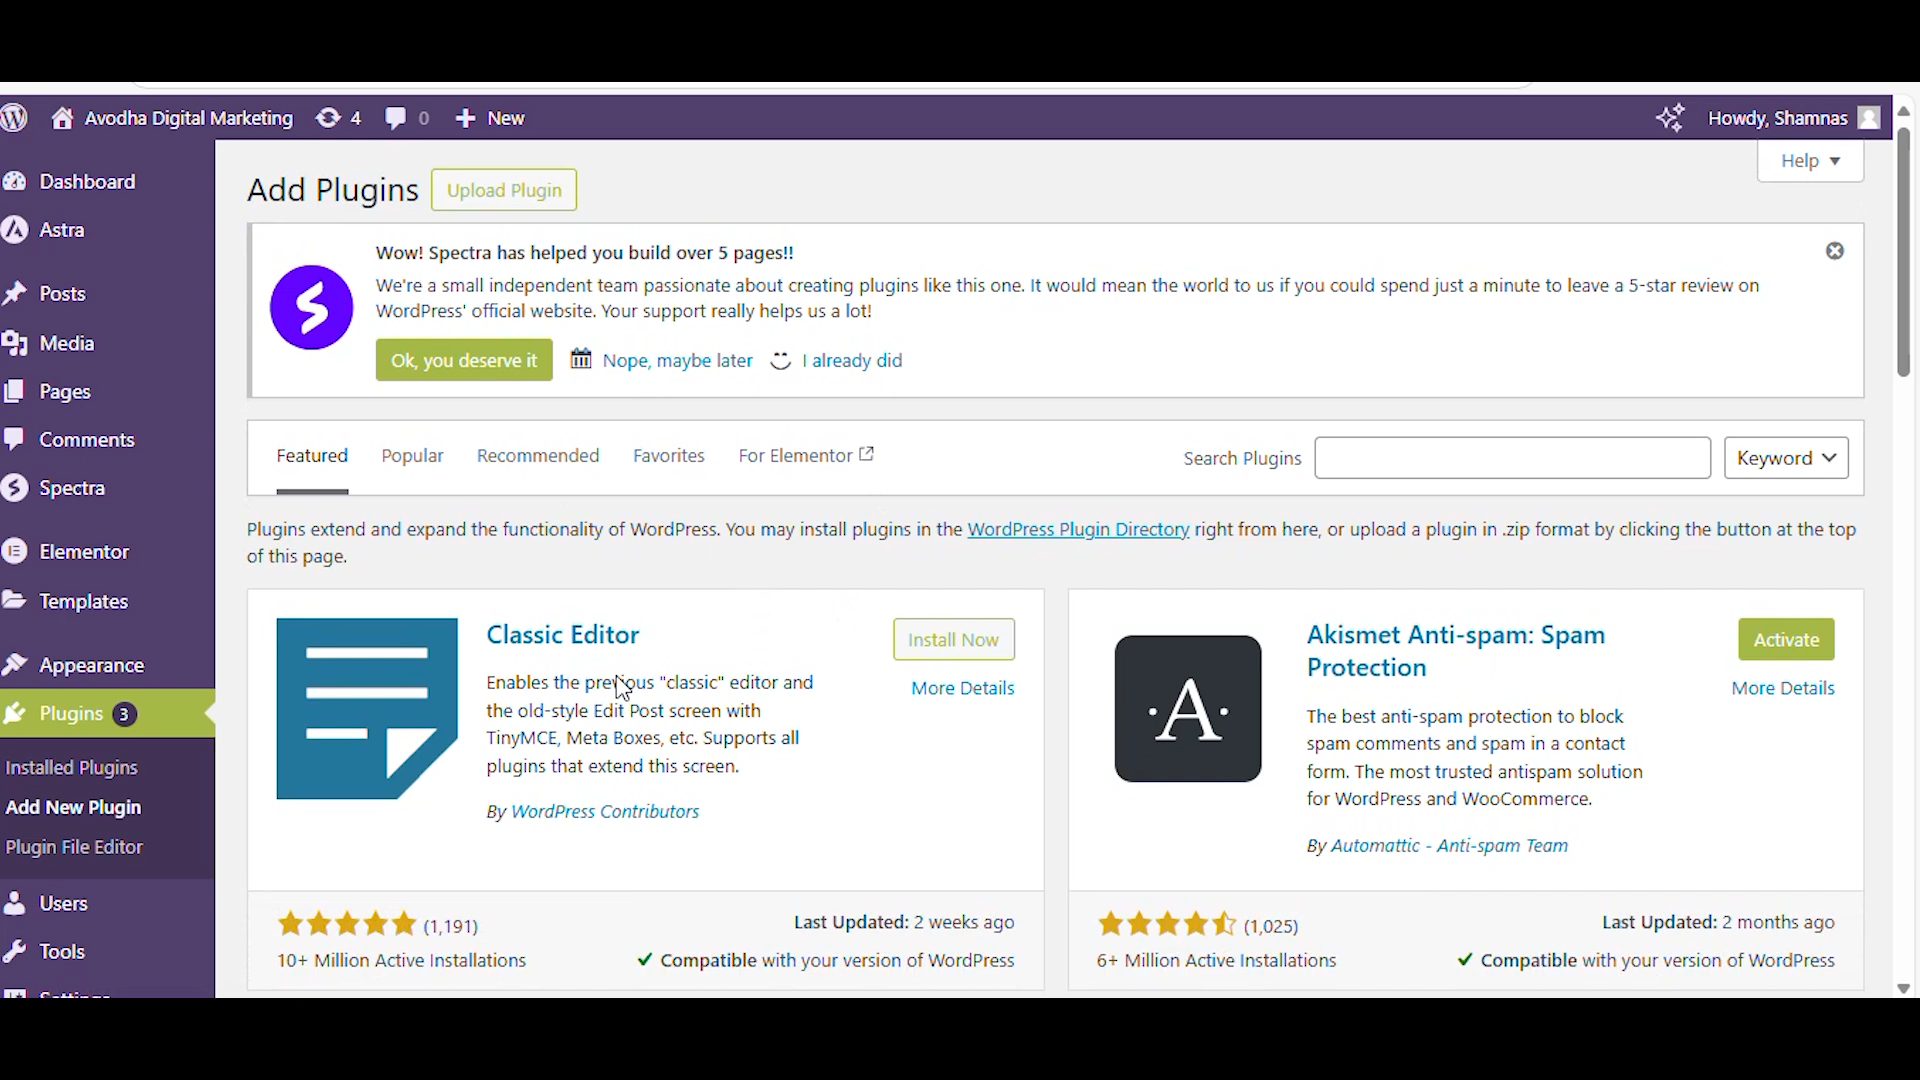 Avodha Digital Marketing 4 0 New Howdy, Shamnas
Help
Dashboard
Astra
Posts
Media
Pages
Comments
Spectra
Elementor
Templates
Appearance
Plugins 3
Installed Plugins
Add New Plugin
Plugin File Editor
Users
Tools
Settings
Add Plugins Upload Plugin
Wow! Spectra has helped you build over 5 pages!!
We're a small independent team passionate about creating plugins like this one. It would mean the world to us if you could spend just a minute to leave a 5-star review on
WordPress' official website. Your support really helps us a lot!
Ok, you deserve it Nope, maybe later I already did
Featured Popular Recommended Favorites For Elementor Search Plugins Keyword
Plugins extend and expand the functionality of WordPress. You may install plugins in the WordPress Plugin Directory right from here, or upload a plugin in .zip format by clicking the button at the top
of this page.
Classic Editor
Install Now
More Details
Enables the previous "classic" editor and
the old-style Edit Post screen with
TinyMCE, Meta Boxes, etc. Supports all
plugins that extend this screen.
By WordPress Contributors
(1,191)
Last Updated: 2 weeks ago
10+ Million Active Installations
Compatible with your version of WordPress
A
Akismet Anti-spam: Spam
Protection
Activate
More Details
The best anti-spam protection to block
spam comments and spam in a contact
form. The most trusted antispam solution
for WordPress and WooCommerce.
By Automattic - Anti-spam Team
(1,025)
Last Updated: 2 months ago
6+ Million Active Installations
Compatible with your version of WordPress